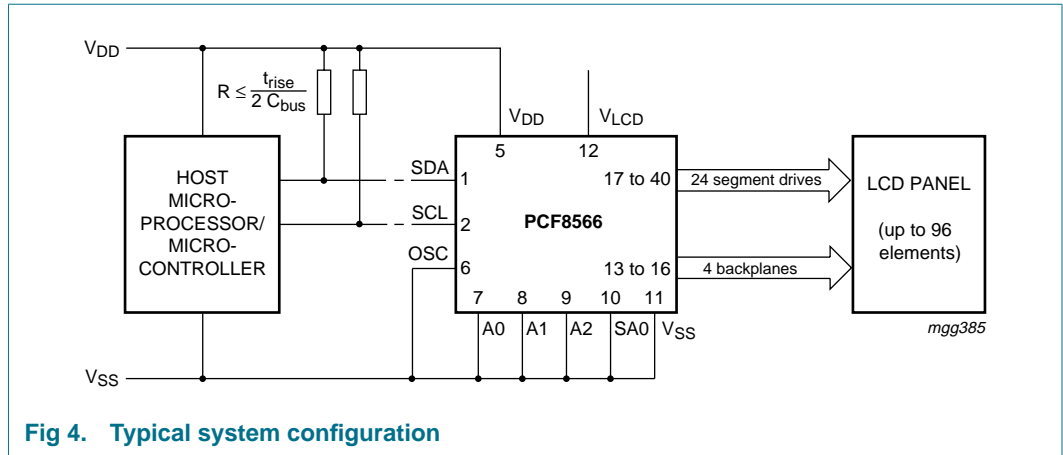 VDD
R ≤ trise
2 Cbus
VDD
VLCD
5
12
HOST
MICRO-
PROCESSOR/
MICRO-
CONTROLLER
SDA
1
SCL
2
OSC
6
PCF8566
17 to 40
13 to 16
24 segment drives
4 backplanes
LCD PANEL
(up to 96
elements)
7 8 9 10 11
A0 A1 A2 SA0 VSS
mgg385
VSS
Fig 4. Typical system configuration